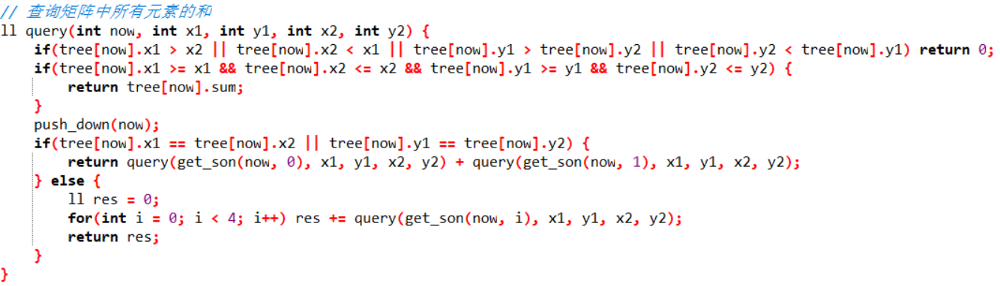 // 查询矩阵中所有元素的和
ll query(int now, int x1, int y1, int x2, int y2) {
    if(tree[now].x1 > x2 || tree[now].x2 < x1 || tree[now].y1 > tree[now].y2 || tree[now].y2 < tree[now].y1) return 0;
    if(tree[now].x1 >= x1 && tree[now].x2 <= x2 && tree[now].y1 >= y1 && tree[now].y2 <= y2) {
        return tree[now].sum;
    }
    push_down(now);
    if(tree[now].x1 == tree[now].x2 || tree[now].y1 == tree[now].y2) {
        return query(get_son(now, 0), x1, y1, x2, y2) + query(get_son(now, 1), x1, y1, x2, y2);
    } else {
        ll res = 0;
        for(int i = 0; i < 4; i++) res += query(get_son(now, i), x1, y1, x2, y2);
        return res;
    }
}